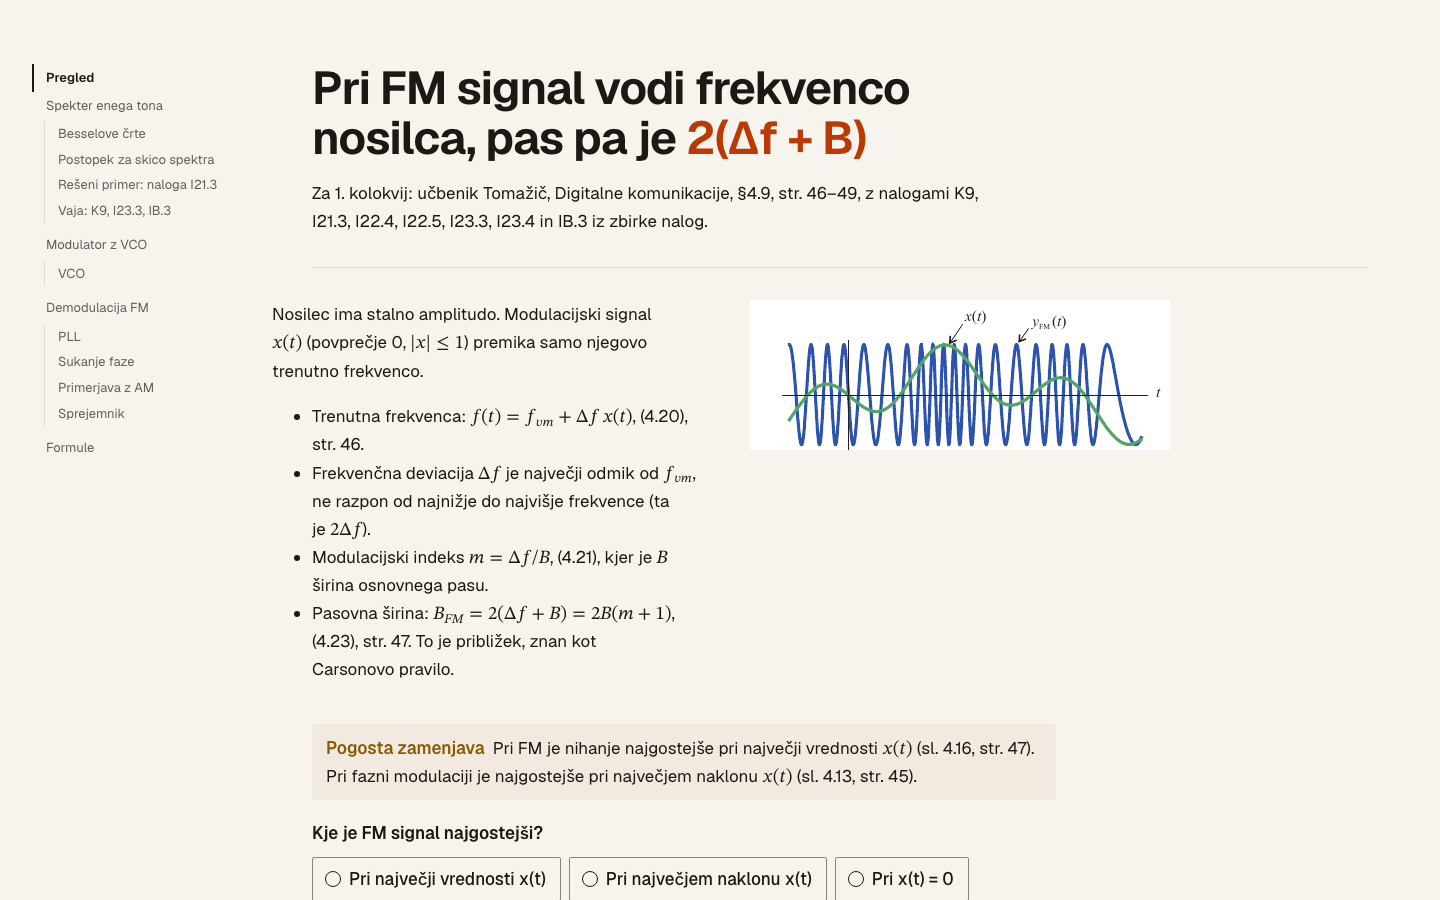 Pregled
Spekter enega tona
Besselove črte
Postopek za skico spektra
Rešeni primer: naloga I21.3
Vaja: K9, I23.3, IB.3
Modulator z VCO
VCO
Demodulacija FM
PLL
Sukanje faze
Primerjava z AM
Sprejemnik
Formule
Pri FM signal vodi frekvenco
nosilca, pas pa je 2(Δf + B)
Za 1. kolokvij: učbenik Tomažič, Digitalne komunikacije, §4.9, str. 46–49, z nalogami K9,
I21.3, I22.4, I22.5, I23.3, I23.4 in IB.3 iz zbirke nalog.
Nosilec ima stalno amplitudo. Modulacijski signal
x(t) (povprečje 0, |x| ≤ 1) premika samo njegovo
trenutno frekvenco.
• Trenutna frekvenca: f(t) = f_vm + Δf x(t), (4.20),
str. 46.
• Frekvenčna deviacija Δf je največji odmik od f_vm,
ne razpon od najnižje do najvišje frekvence (ta
je 2Δf).
• Modulacijski indeks m = Δf/B, (4.21), kjer je B
širina osnovnega pasu.
• Pasovna širina: B_FM = 2(Δf + B) = 2B(m + 1),
(4.23), str. 47. To je približek, znan kot
Carsonovo pravilo.
x(t)
y_FM(t)
t
Pogosta zamenjava Pri FM je nihanje najgostejše pri največji vrednosti x(t) (sl. 4.16, str. 47).
Pri fazni modulaciji je najgostejše pri največjem naklonu x(t) (sl. 4.13, str. 45).
Kje je FM signal najgostejši?
Pri največji vrednosti x(t)
Pri največjem naklonu x(t)
Pri x(t) = 0